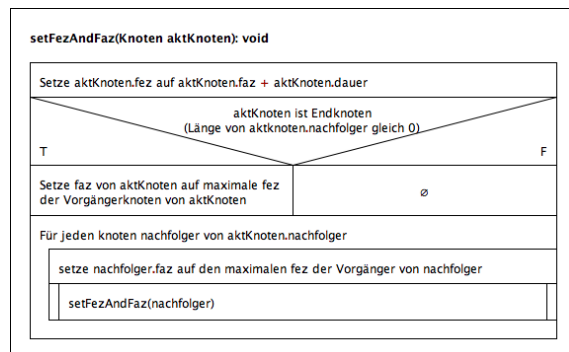 setFezAndFaz(Knoten aktKnoten): void
Setze aktKnoten.fez auf aktKnoten.faz + aktKnoten.dauer
aktKnoten ist Endknoten
(Länge von aktknoten.nachfolger gleich 0)
T
F
Setze faz von aktKnoten auf maximale fez
der Vorgängerknoten von aktKnoten
∅
Für jeden knoten nachfolger von aktKnoten.nachfolger
setze nachfolger.faz auf den maximalen fez der Vorgänger von nachfolger
setFezAndFaz(nachfolger)